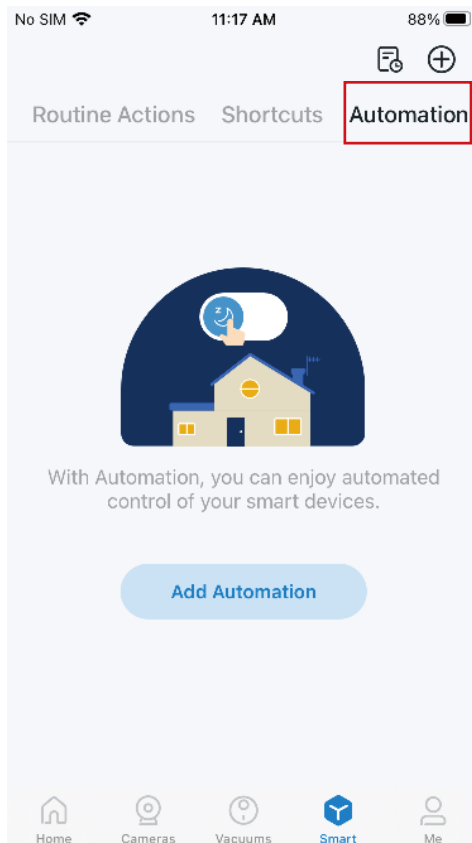 No SIM 11:17 AM 88%
Routine Actions Shortcuts Automation
z
With Automation, you can enjoy automated
control of your smart devices.
Add Automation
Home Cameras Vacuums Smart Me